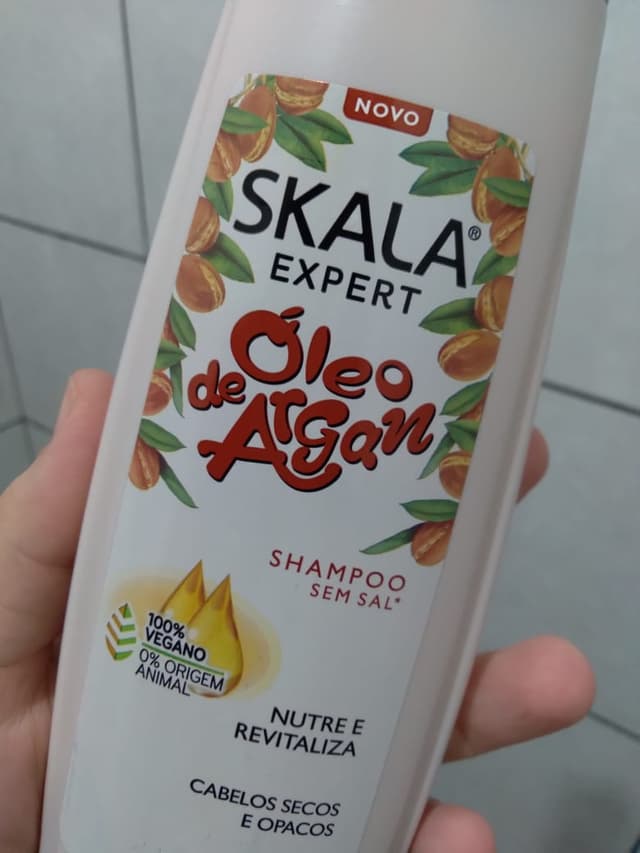 NOVO
SKALA®
EXPERT
Óleo
de
Argan
SHAMPOO
SEM SAL*
100%
VEGANO
0% ORIGEM
ANIMAL
NUTRE E
REVITALIZA
CABELOS SECOS
E OPACOS